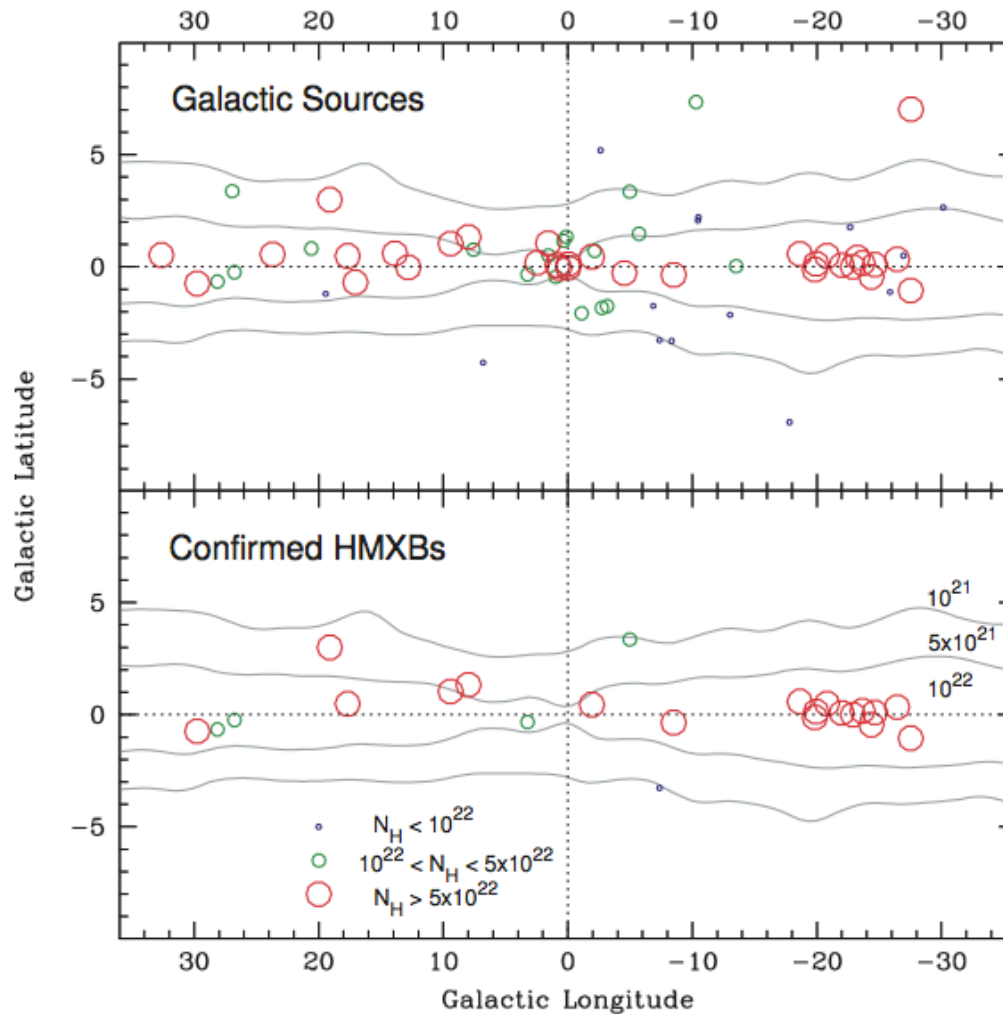 30 20 10 0 -10 -20 -30
Galactic Sources
5
0
-5
Confirmed HMXBs
5
0
-5
10^21
5x10^21
10^22
N_H < 10^22
10^22 < N_H < 5x10^22
N_H > 5x10^22
30 20 10 0 -10 -20 -30
Galactic Longitude
Galactic Latitude